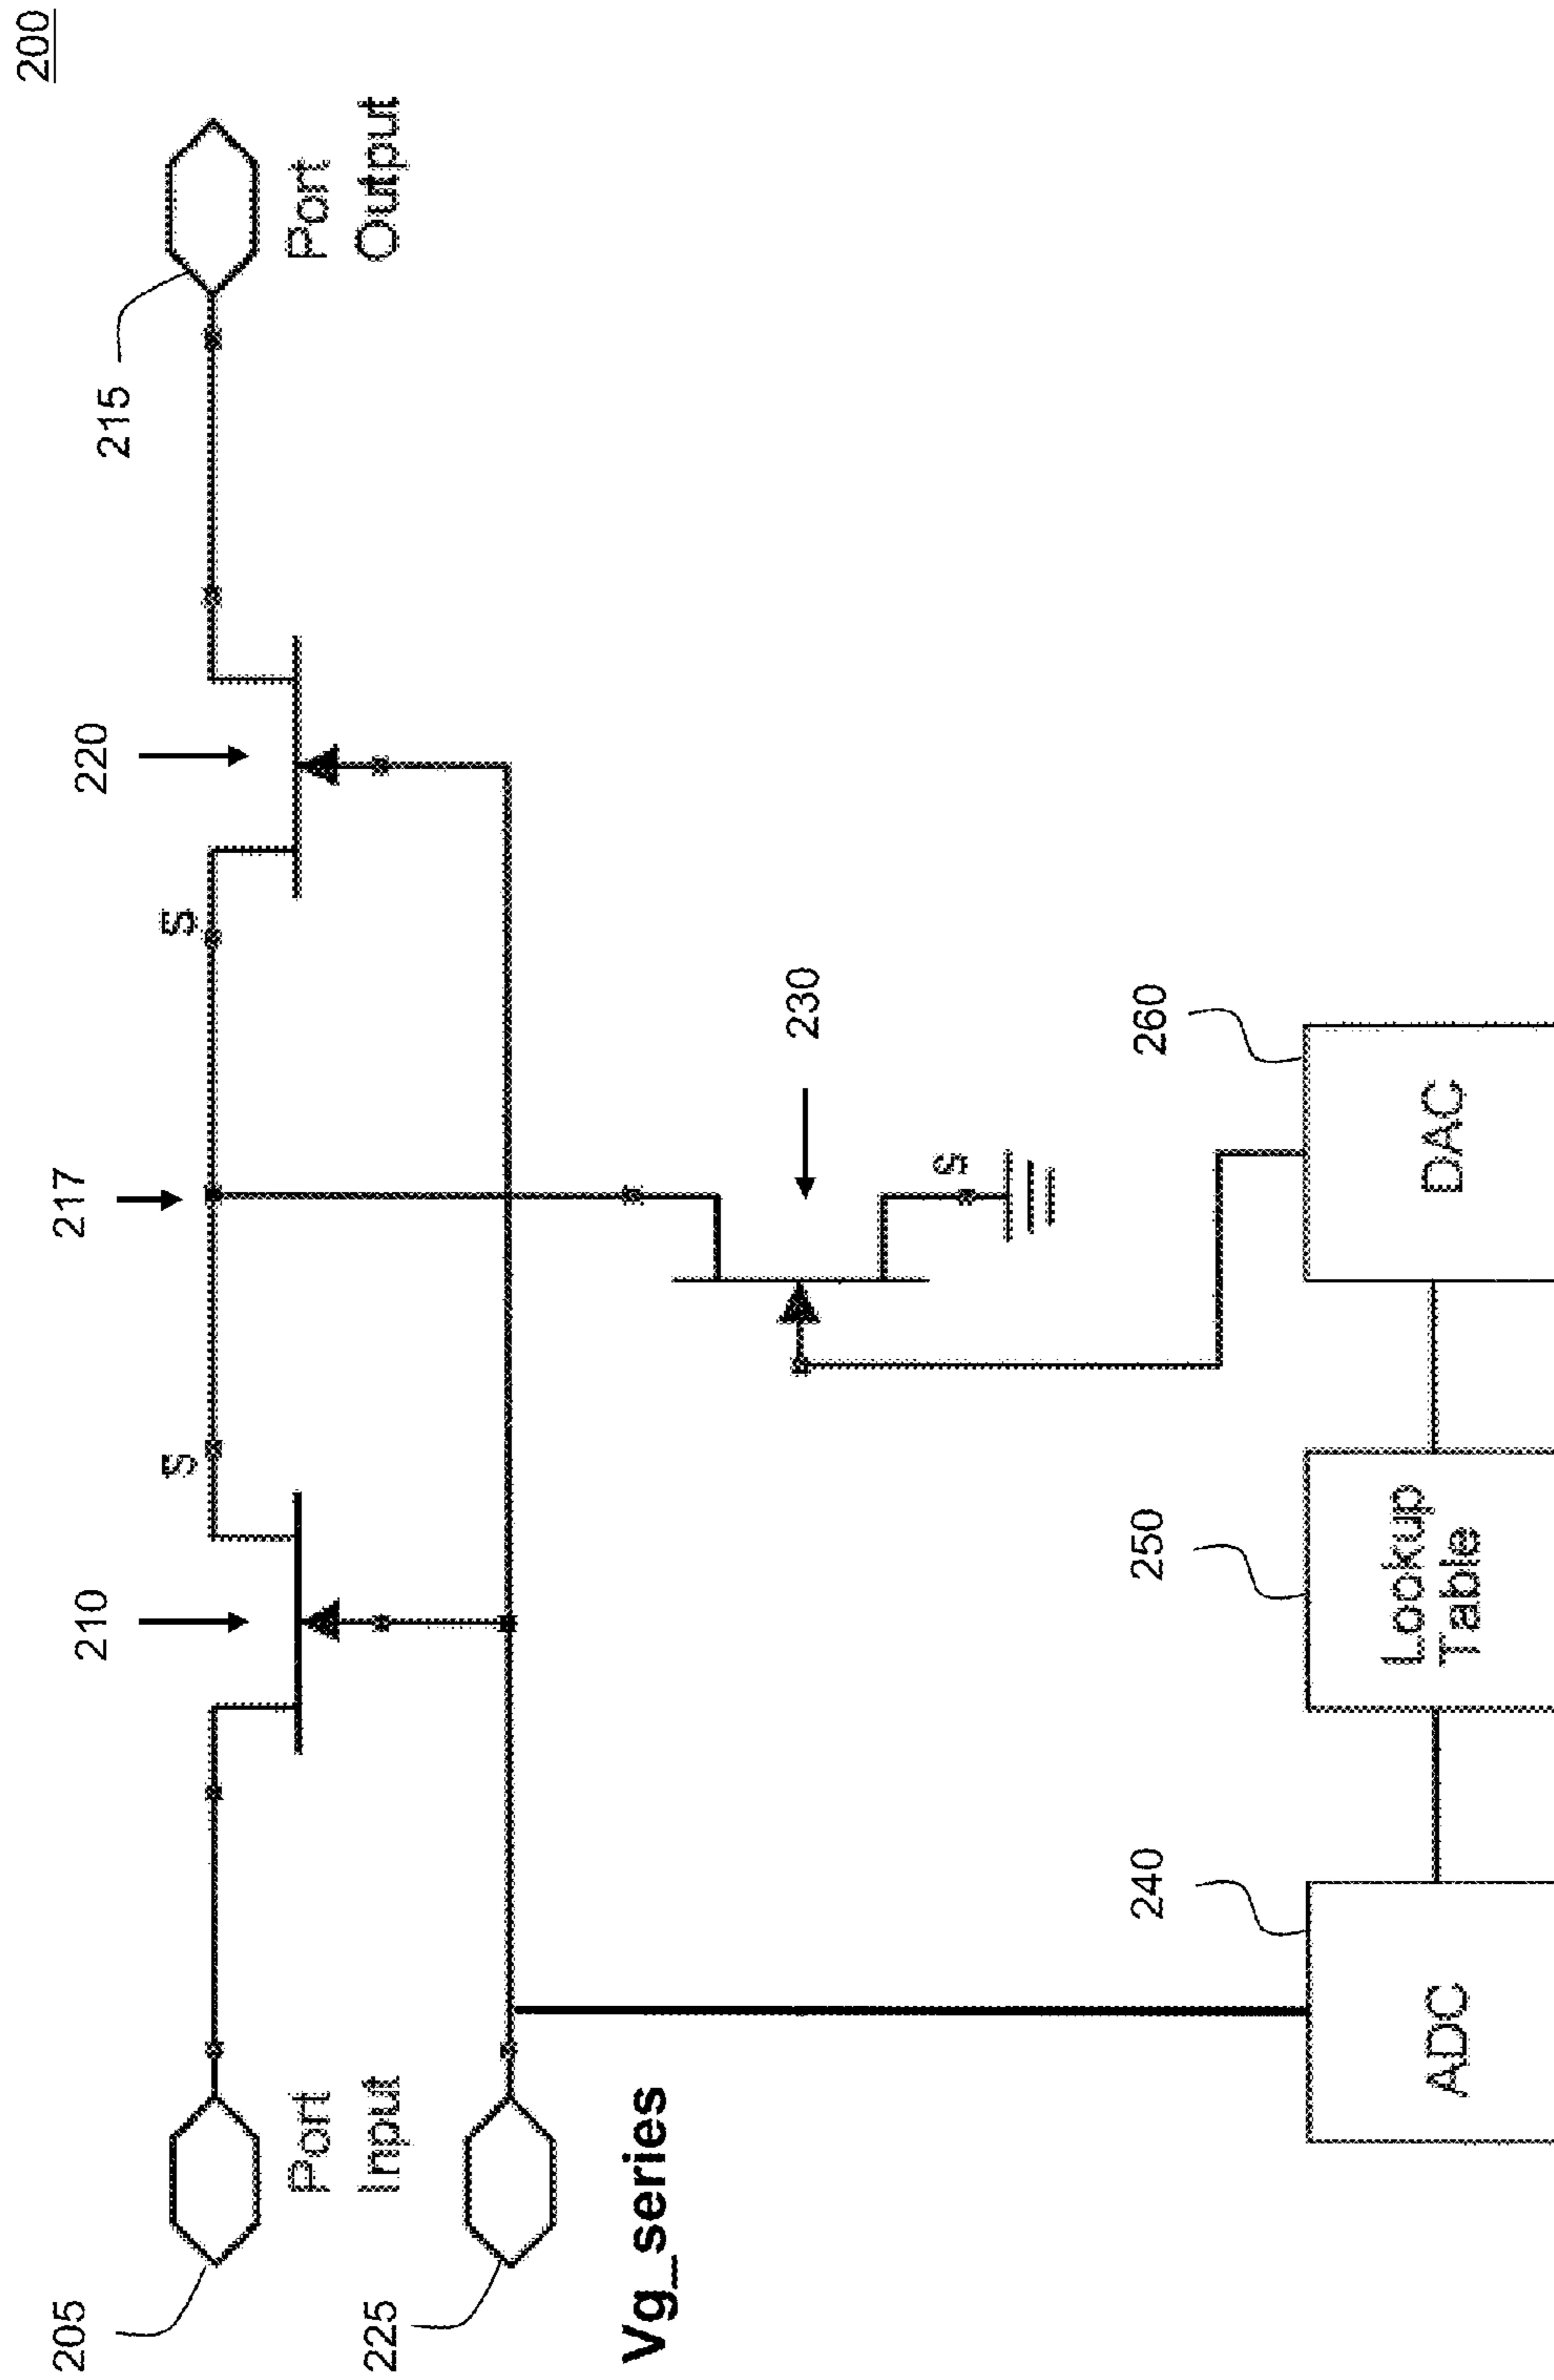 200
217
210
220
215
205
Port
Input
Port
Output
S
S
225
Vg_series
230
S
240
250
260
ADC
Lookup
Table
DAC